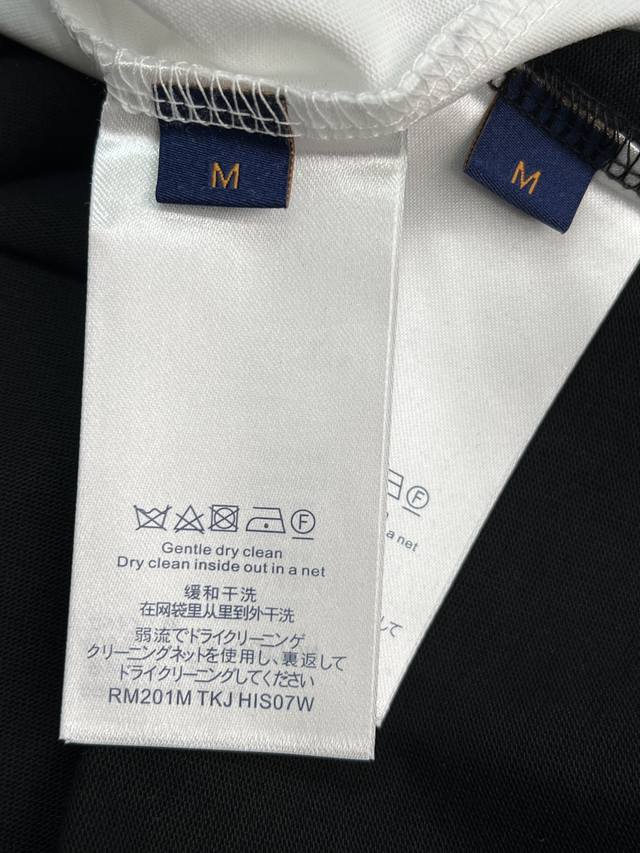 M
M
F
Gentle dry clean
Dry clean inside out in a net
缓和干洗
在网袋里从里到外干洗
弱流でドライクリーニンゲ
クリーニングネットを使用し、裏返して
ドライクリーニングしてください
RM201M TKJ HIS07W
F
a net
して